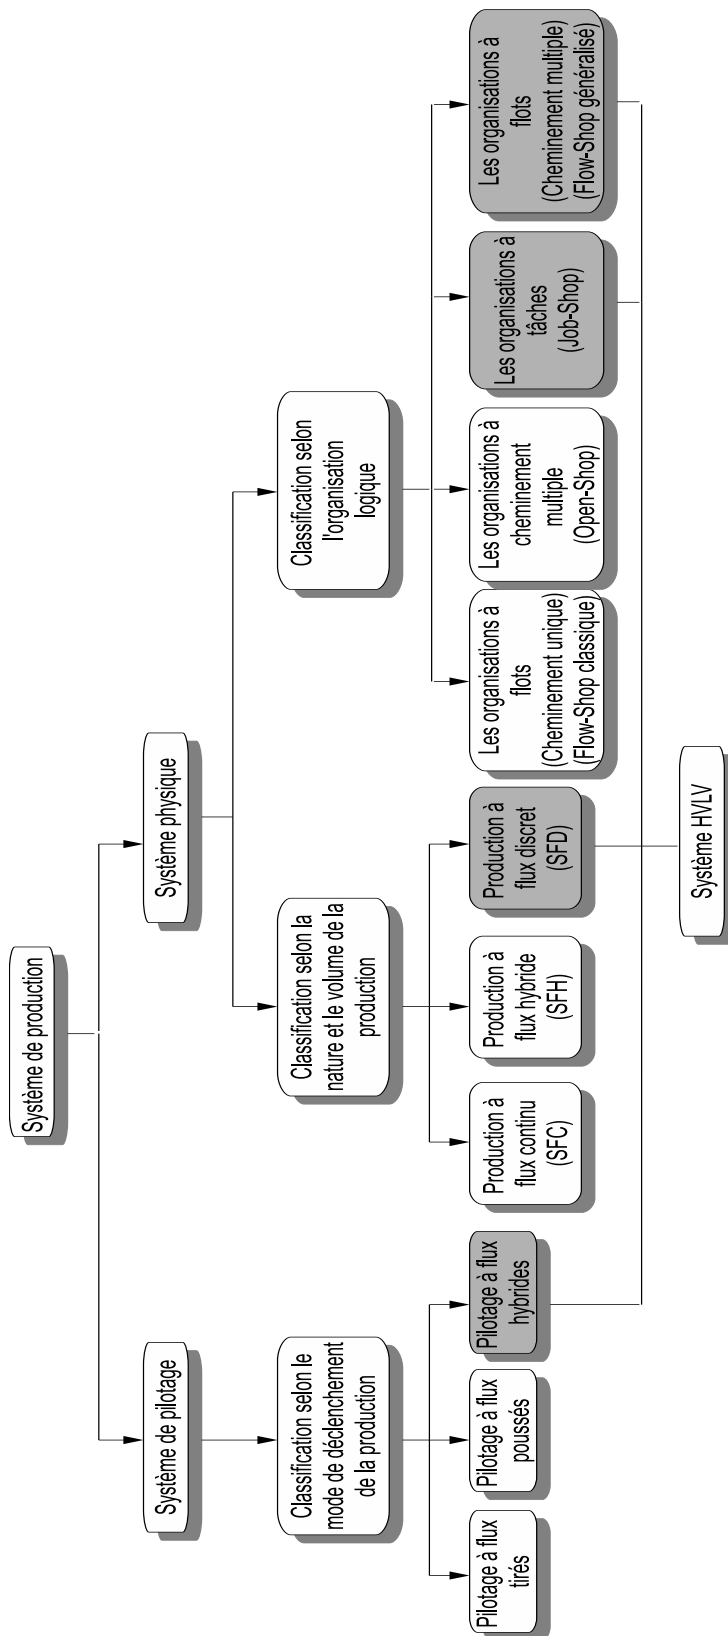 Système de production
Système de pilotage
Système physique
Classification selon le
mode de déclenchement
de la production
Classification selon la
nature et le volume de la
production
Classification selon
l'organisation
logique
Pilotage à flux
tirés
Pilotage à flux
poussés
Pilotage à flux
hybrides
Production à
flux continu
(SFC)
Production à
flux hybride
(SFH)
Production à
flux discret
(SFD)
Les organisations à
flots
(Cheminement unique)
(Flow-Shop classique)
Les organisations à
cheminement
multiple
(Open-Shop)
Les organisations à
tâches
(Job-Shop)
Les organisations à
flots
(Cheminement multiple)
(Flow-Shop généralisé)
Système HVLV